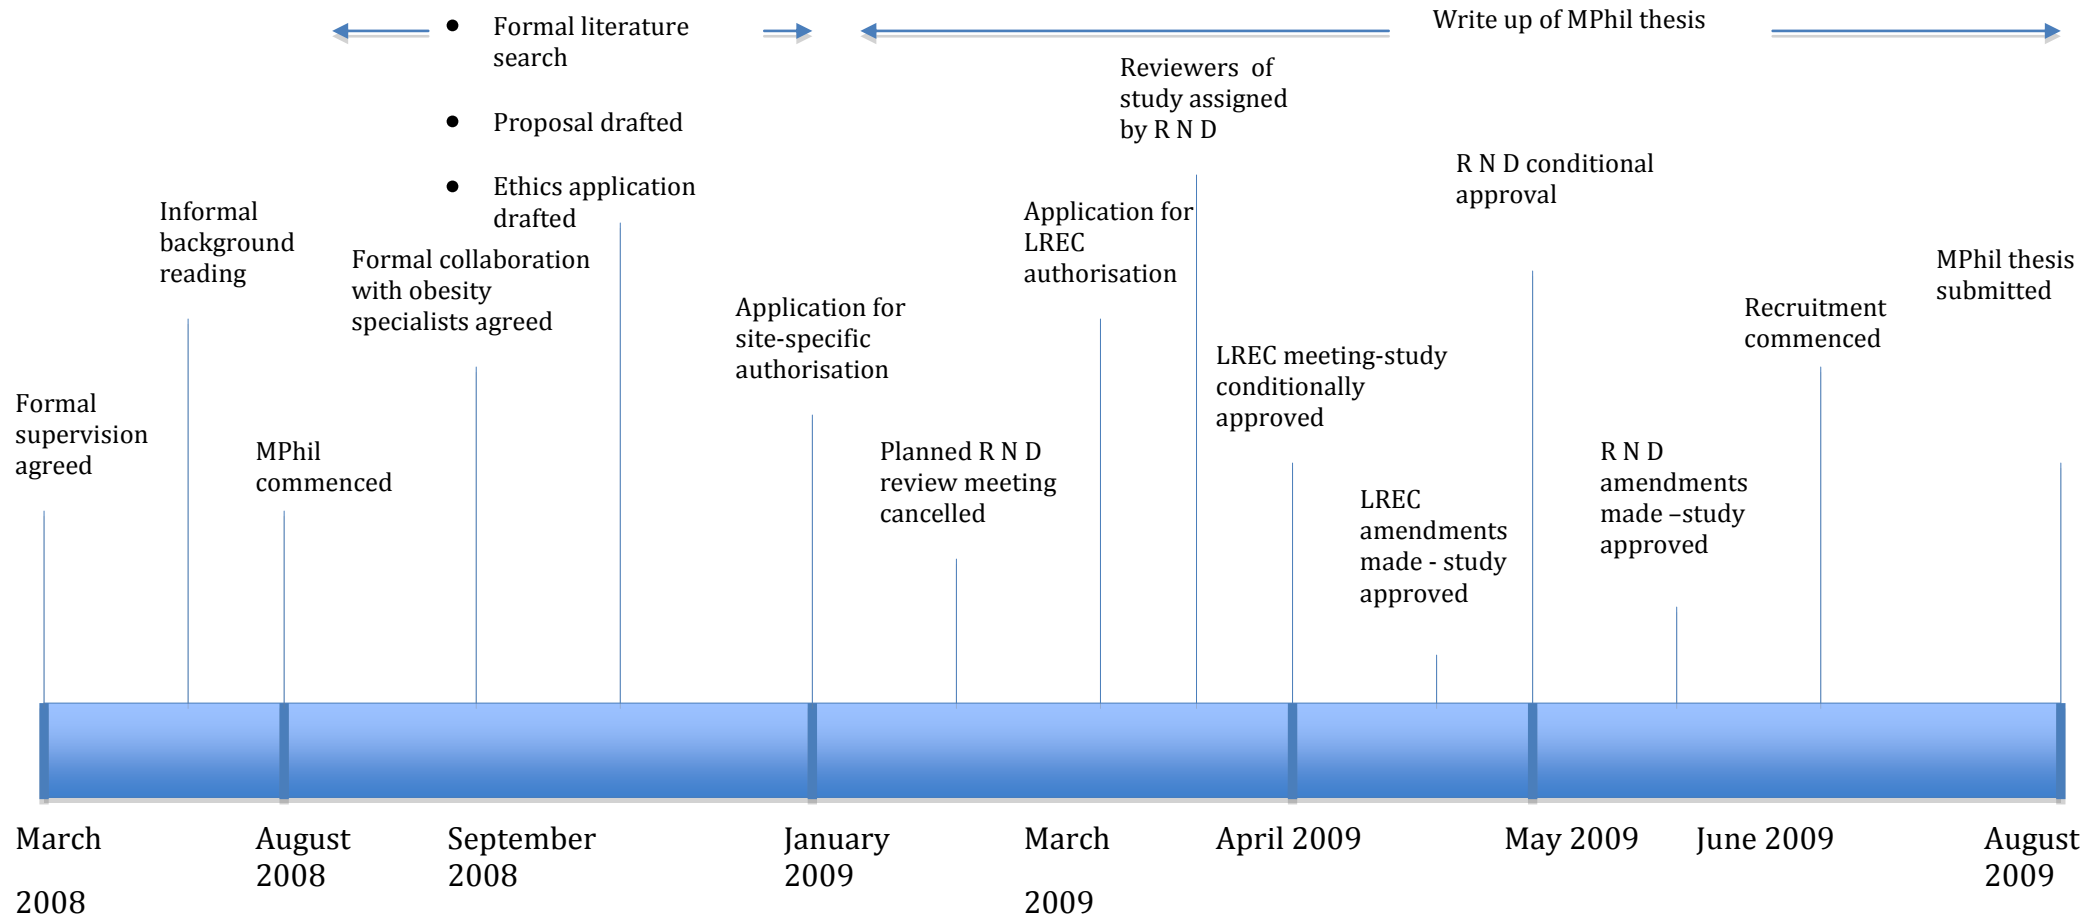 Formal literature
search
Proposal drafted
Ethics application
drafted
Write up of MPhil thesis
Reviewers of
study assigned
by R N D
R N D conditional
approval
Informal
background
reading
Application for
LREC
authorisation
Formal collaboration
with obesity
specialists agreed
MPhil thesis
submitted
Application for
site-specific
authorisation
Recruitment
commenced
LREC meeting-study
conditionally
approved
Formal
supervision
agreed
MPhil
commenced
Planned R N D
review meeting
cancelled
R N D
amendments
made –study
approved
LREC
amendments
made - study
approved
March
2008
August
2008
September
2008
January
2009
March
2009
April 2009
May 2009
June 2009
August
2009